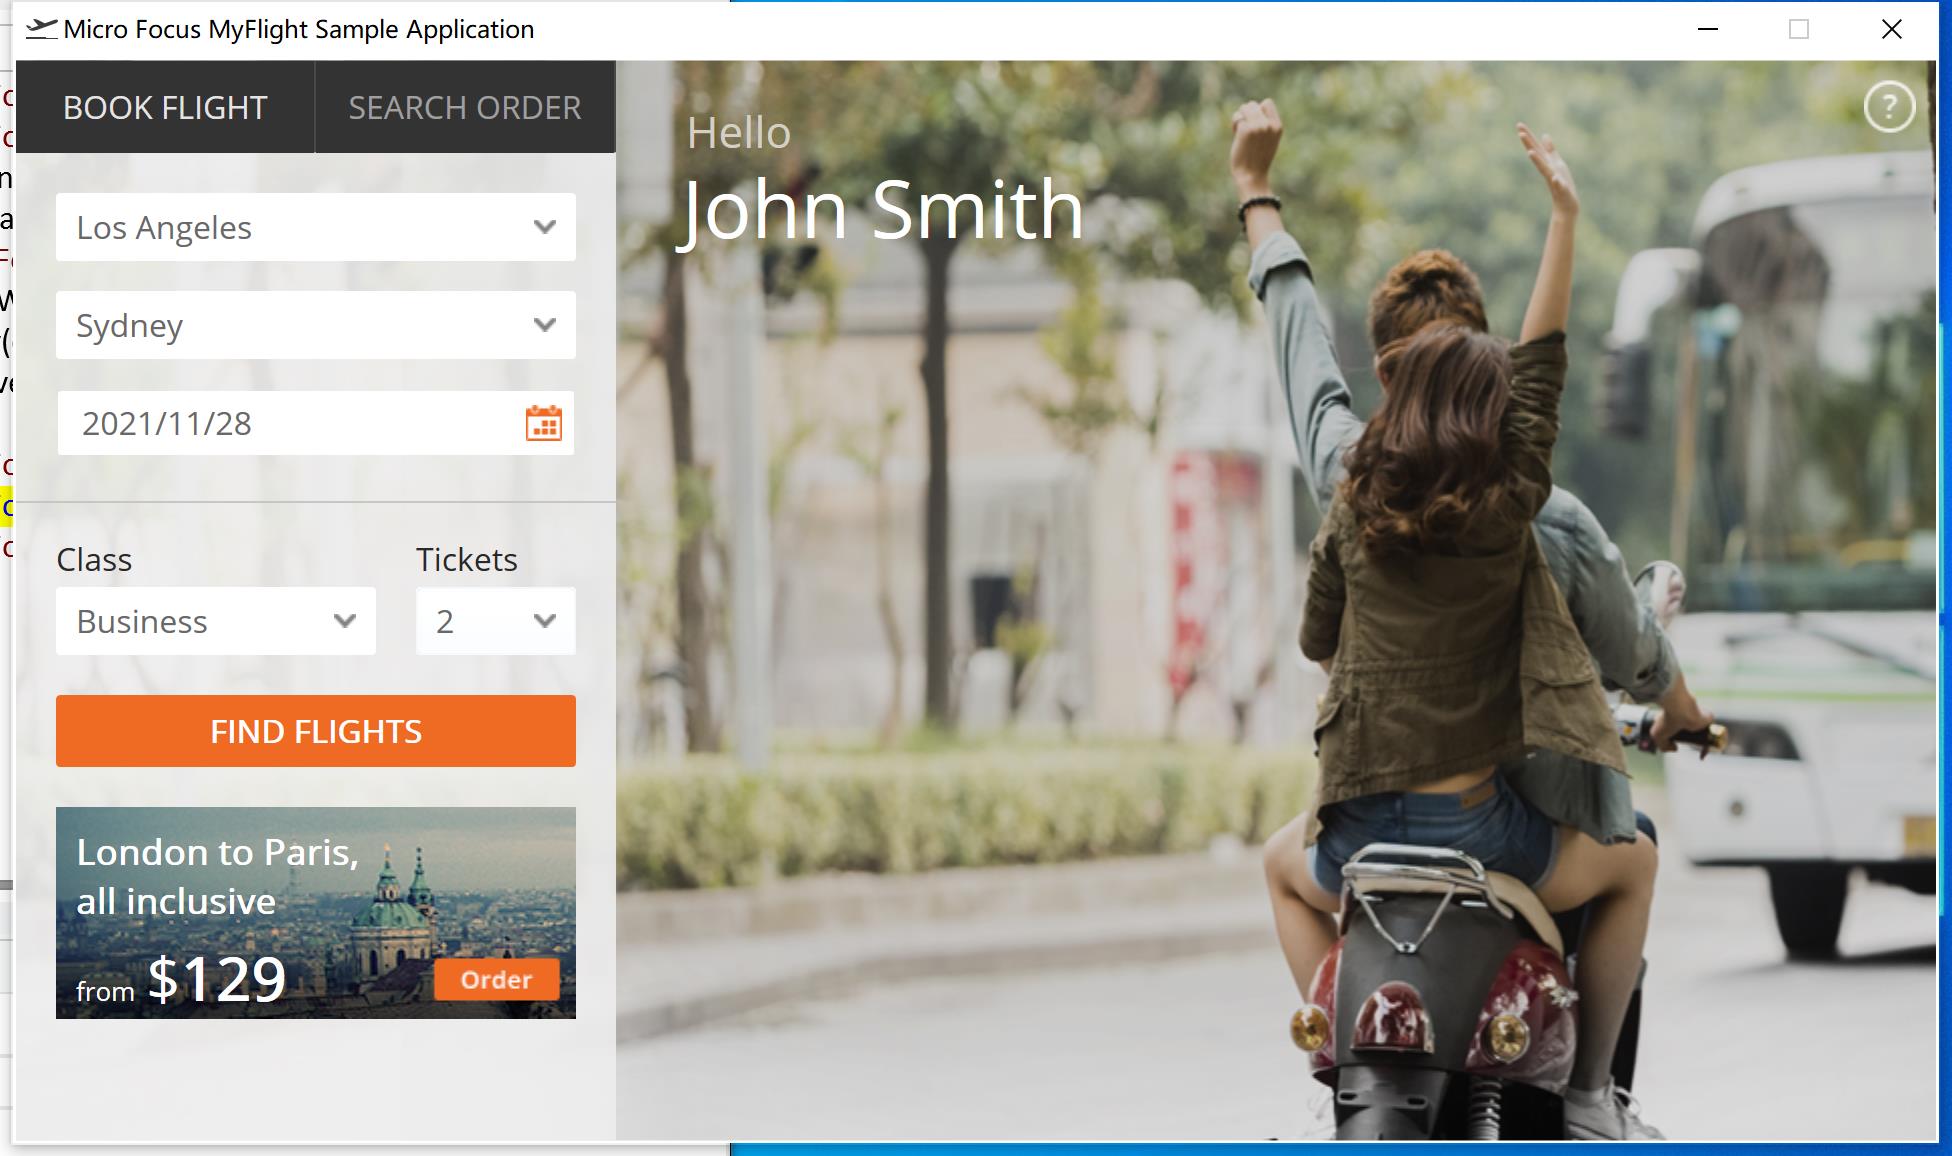 Micro Focus MyFlight Sample Application
BOOK FLIGHT
SEARCH ORDER
?
Hello
John Smith
Los Angeles
Sydney
2021/11/28
Class
Tickets
Business
2
FIND FLIGHTS
London to Paris,
all inclusive
from $129
Order